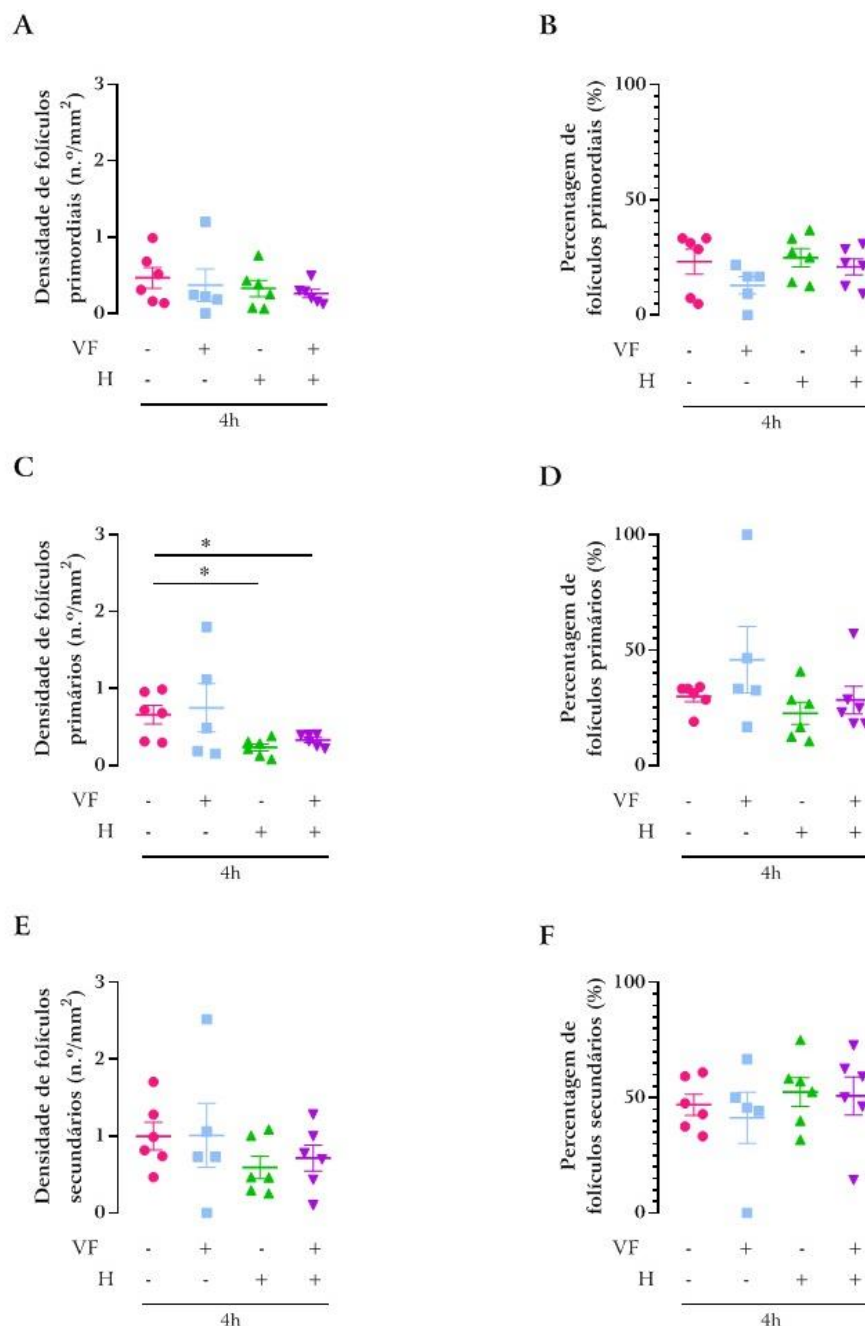 A
Densidade de folículos
primordiais (n.º/mm²)
3
2
1
0
VF - + - +
H - - + +
4h
B
Percentagem de
folículos primordiais (%)
100
50
0
- + - +
- - + +
4h
C
Densidade de folículos
primários (n.º/mm²)
3
2
1
0
*
*
VF - + - +
H - - + +
4h
D
Percentagem de
folículos primários (%)
100
50
0
- + - +
- - + +
4h
E
Densidade de folículos
secundários (n.º/mm²)
3
2
1
0
VF - + - +
H - - + +
4h
F
Percentagem de
folículos secundários (%)
100
50
0
- + - +
- - + +
4h